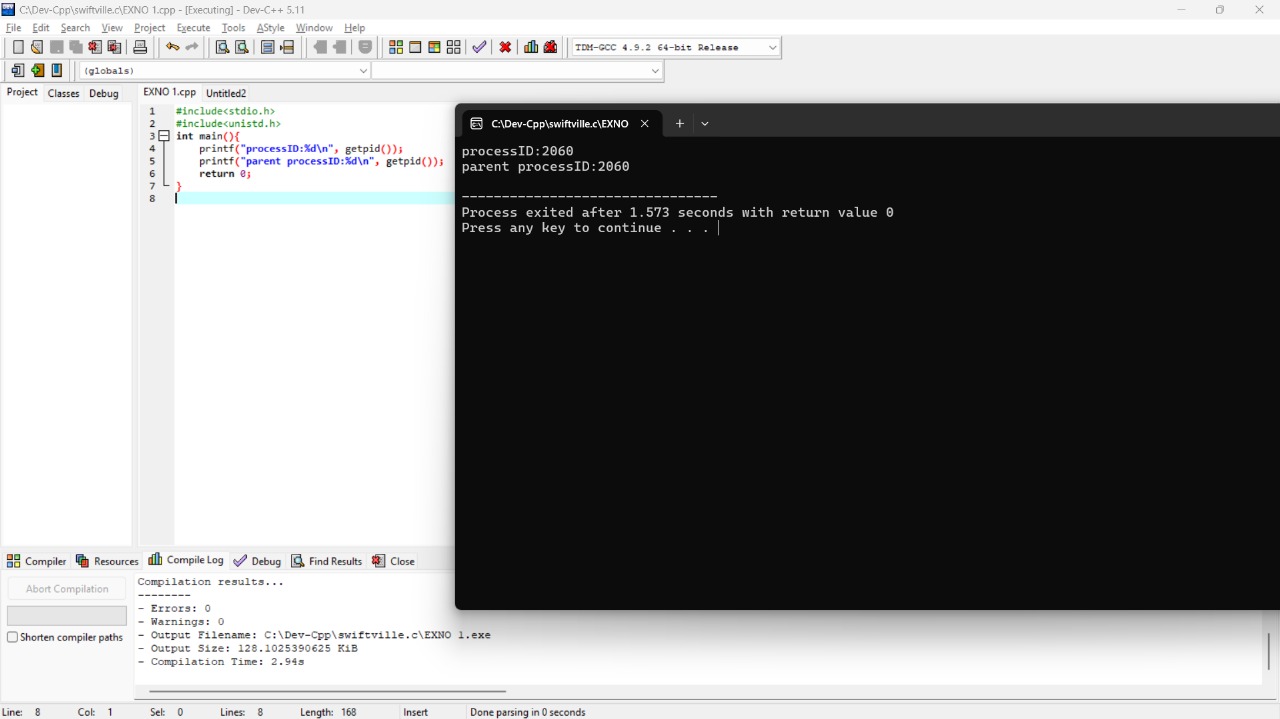 C:\Dev-Cpp\swiftville.c\EXNO 1.cpp - [Executing] - Dev-C++ 5.11
File Edit Search View Project Execute Tools AStyle Window Help
TDM-GCC 4.9.2 64-bit Release
(globals)
Project Classes Debug
EXNO 1.cpp Untitled2
1 #include<stdio.h>
2 #include<unistd.h>
3 int main(){
4 printf("processID:%d\n", getpid());
5 printf("parent processID:%d\n", getpid());
6 return 0;
7 }
8
C:\Dev-Cpp\swiftville.c\EXNO
processID:2060
parent processID:2060
--------------------------------
Process exited after 1.573 seconds with return value 0
Press any key to continue . . .
Compiler Resources Compile Log Debug Find Results Close
Abort Compilation
Shorten compiler paths
Compilation results...
--------
- Errors: 0
- Warnings: 0
- Output Filename: C:\Dev-Cpp\swiftville.c\EXNO 1.exe
- Output Size: 128.1025390625 KiB
- Compilation Time: 2.94s
Line: 8 Col: 1 Sel: 0 Lines: 8 Length: 168 Insert Done parsing in 0 seconds